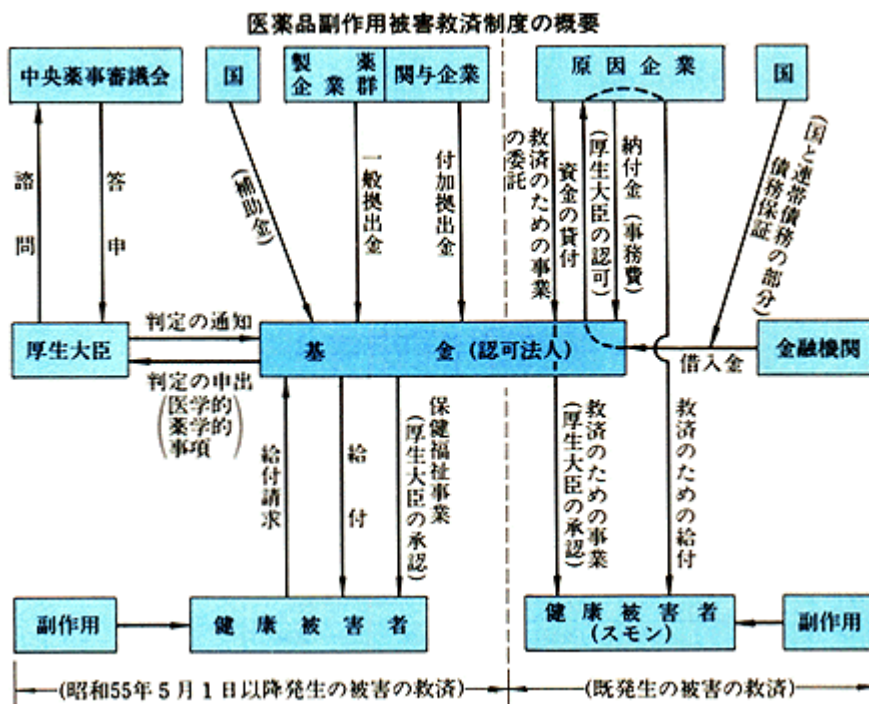 医薬品副作用被害救済制度の概要
中央薬事審議会
国
製薬
企業群
関与企業
原因企業
国
諮問
答申
(補助金)
一般拠出金
付加拠出金
救済のための事業
の委託
資金の貸付
(厚生大臣の認可)
納付金(事務費)
(国と連帯債務の部分)
債務保証
厚生大臣
判定の通知
基金(認可法人)
借入金
金融機関
判定の申出
(医学的
薬学的
事項)
給付請求
給付
保健福祉事業
(厚生大臣の承認)
救済のための事業
(厚生大臣の承認)
救済のための給付
副作用
健康被害者
健康被害者
(スモン)
副作用
(昭和55年5月1日以降発生の被害の救済)
(既発生の被害の救済)